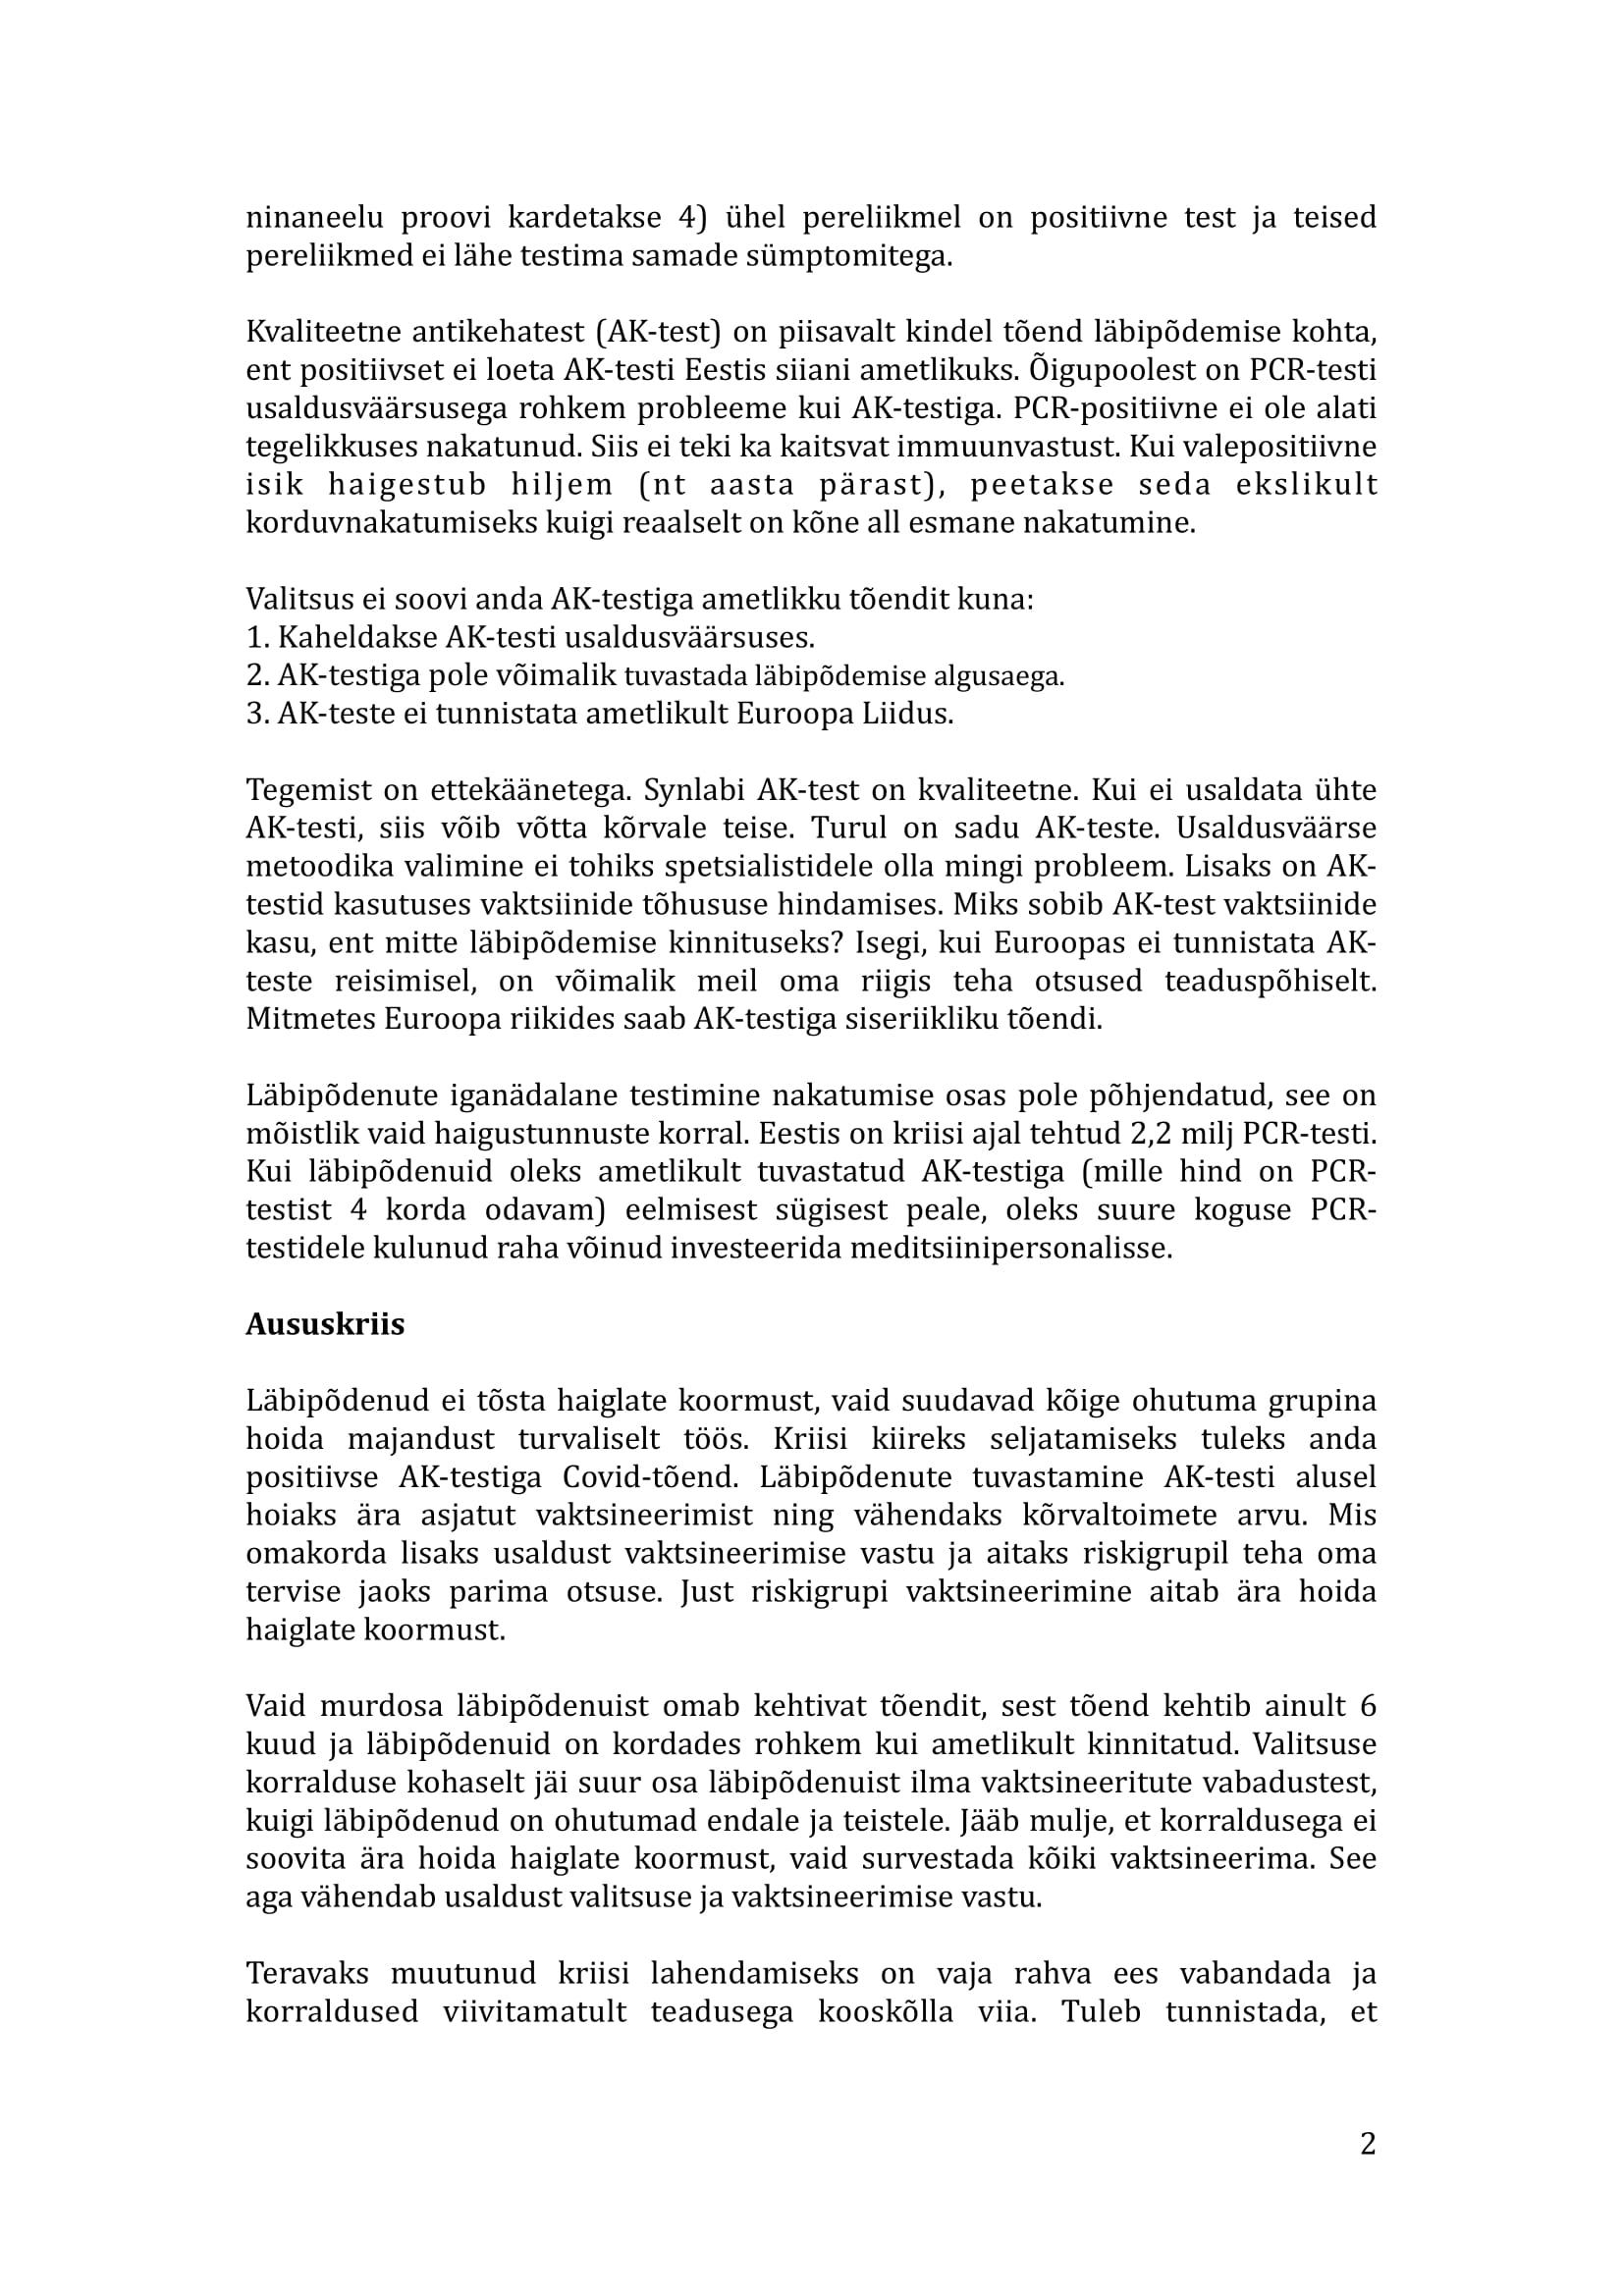 ninaneelu proovi kardetakse 4) ühel pereliikmel on positiivne test ja teised
pereliikmed ei lähe testima samade sümptomitega.
Kvaliteetne antikehatest (AK-test) on piisavalt kindel tõend läbipõdemise kohta,
ent positiivset ei loeta AK-testi Eestis siiani ametlikuks. Õigupoolest on PCR-testi
usaldusväärsusega rohkem probleeme kui AK-testiga. PCR-positiivne ei ole alati
tegelikkuses nakatunud. Siis ei teki ka kaitsvat immuunvastust. Kui valepositiivne
isik haigestub hiljem (nt aasta pärast), peetakse seda ekslikult
korduvnakatumiseks kuigi reaalselt on kõne all esmane nakatumine.
Valitsus ei soovi anda AK-testiga ametlikku tõendit kuna:
1. Kaheldakse AK-testi usaldusväärsuses.
2. AK-testiga pole võimalik tuvastada läbipõdemise algusaega.
3. AK-teste ei tunnistata ametlikult Euroopa Liidus.
Tegemist on ettekäänetega. Synlabi AK-test on kvaliteetne. Kui ei usaldata ühte
AK-testi, siis võib võtta kõrvale teise. Turul on sadu AK-teste. Usaldusväärse
metoodika valimine ei tohiks spetsialistidele olla mingi probleem. Lisaks on AK-
testid kasutuses vaktsiinide tõhususe hindamises. Miks sobib AK-test vaktsiinide
kasu, ent mitte läbipõdemise kinnituseks? Isegi, kui Euroopas ei tunnistata AK-
teste reisimisel, on võimalik meil oma riigis teha otsused teaduspõhiselt.
Mitmetes Euroopa riikides saab AK-testiga siseriikliku tõendi.
Läbipõdenute iganädalane testimine nakatumise osas pole põhjendatud, see on
mõistlik vaid haigustunnuste korral. Eestis on kriisi ajal tehtud 2,2 milj PCR-testi.
Kui läbipõdenuid oleks ametlikult tuvastatud AK-testiga (mille hind on PCR-
testist 4 korda odavam) eelmisest sügisest peale, oleks suure koguse PCR-
testidele kulunud raha võinud investeerida meditsiinipersonalisse.
Aususkriis
Läbipõdenud ei tõsta haiglate koormust, vaid suudavad kõige ohutuma grupina
hoida majandust turvaliselt töös. Kriisi kiireks seljatamiseks tuleks anda
positiivse AK-testiga Covid-tõend. Läbipõdenute tuvastamine AK-testi alusel
hoiaks ära asjatut vaktsineerimist ning vähendaks kõrvaltoimete arvu. Mis
omakorda lisaks usaldust vaktsineerimise vastu ja aitaks riskigrupil teha oma
tervise jaoks parima otsuse. Just riskigrupi vaktsineerimine aitab ära hoida
haiglate koormust.
Vaid murdosa läbipõdenuist omab kehtivat tõendit, sest tõend kehtib ainult 6
kuud ja läbipõdenuid on kordades rohkem kui ametlikult kinnitatud. Valitsuse
korralduse kohaselt jäi suur osa läbipõdenuist ilma vaktsineeritute vabadustest,
kuigi läbipõdenud on ohutumad endale ja teistele. Jääb mulje, et korraldusega ei
soovita ära hoida haiglate koormust, vaid survestada kõiki vaktsineerima. See
aga vähendab usaldust valitsuse ja vaktsineerimise vastu.
Teravaks muutunud kriisi lahendamiseks on vaja rahva ees vabandada ja
korraldused viivitamatult teadusega kooskõlla viia. Tuleb tunnistada, et
2